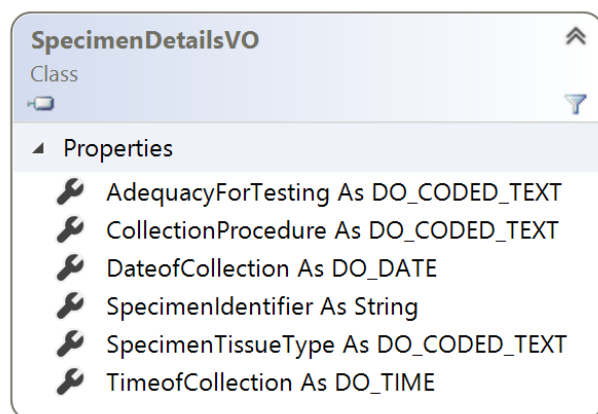 SpecimenDetailsVO
Class
Properties
AdequacyForTesting As DO_CODED_TEXT
CollectionProcedure As DO_CODED_TEXT
DateofCollection As DO_DATE
SpecimenIdentifier As String
SpecimenTissueType As DO_CODED_TEXT
TimeofCollection As DO_TIME